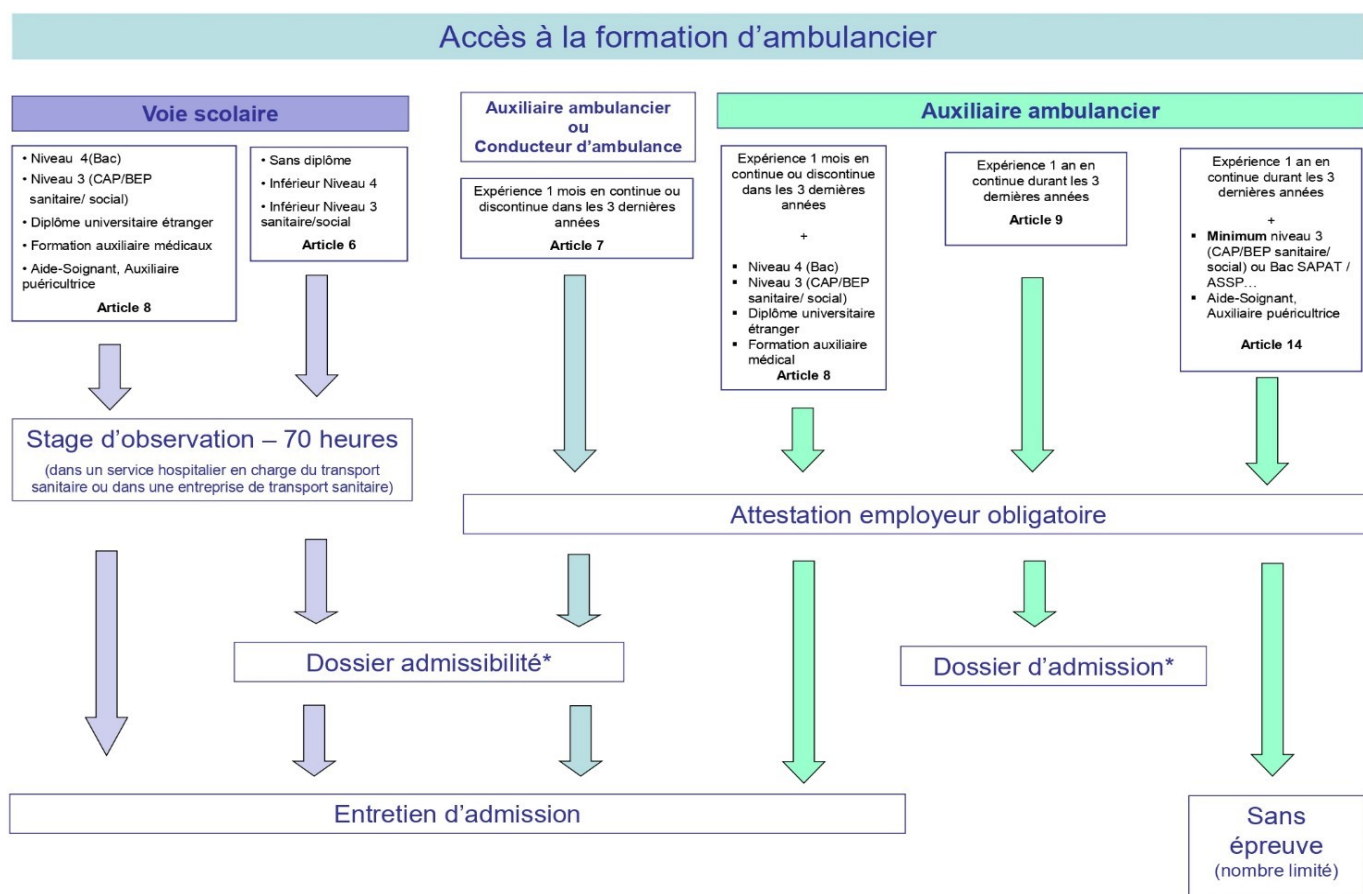 Accès à la formation d’ambulancier
Voie scolaire
• Niveau 4(Bac)
• Niveau 3 (CAP/BEP
sanitaire/ social)
• Diplôme universitaire étranger
• Formation auxiliaire médicaux
• Aide-Soignant, Auxiliaire
puéricultrice
Article 8
• Sans diplôme
• Inférieur Niveau 4
• Inférieur Niveau 3
sanitaire/social
Article 6
Auxiliaire ambulancier
ou
Conducteur d’ambulance
Expérience 1 mois en continue ou
discontinue dans les 3 dernières
années
Article 7
Auxiliaire ambulancier
Expérience 1 mois en
continue ou discontinue
dans les 3 dernières
années
+
▪ Niveau 4 (Bac)
▪ Niveau 3 (CAP/BEP
sanitaire/ social)
▪ Diplôme universitaire
étranger
▪ Formation auxiliaire
médical
Article 8
Expérience 1 an en
continue durant les 3
dernières années
Article 9
Expérience 1 an en
continue durant les 3
dernières années
+
▪ Minimum niveau 3
(CAP/BEP sanitaire/
social) ou Bac SAPAT /
ASSP…
▪ Aide-Soignant,
Auxiliaire puéricultrice
Article 14
Stage d’observation – 70 heures
(dans un service hospitalier en charge du transport
sanitaire ou dans une entreprise de transport sanitaire)
Attestation employeur obligatoire
Dossier admissibilité*
Dossier d’admission*
Entretien d’admission
Sans
épreuve
(nombre limité)